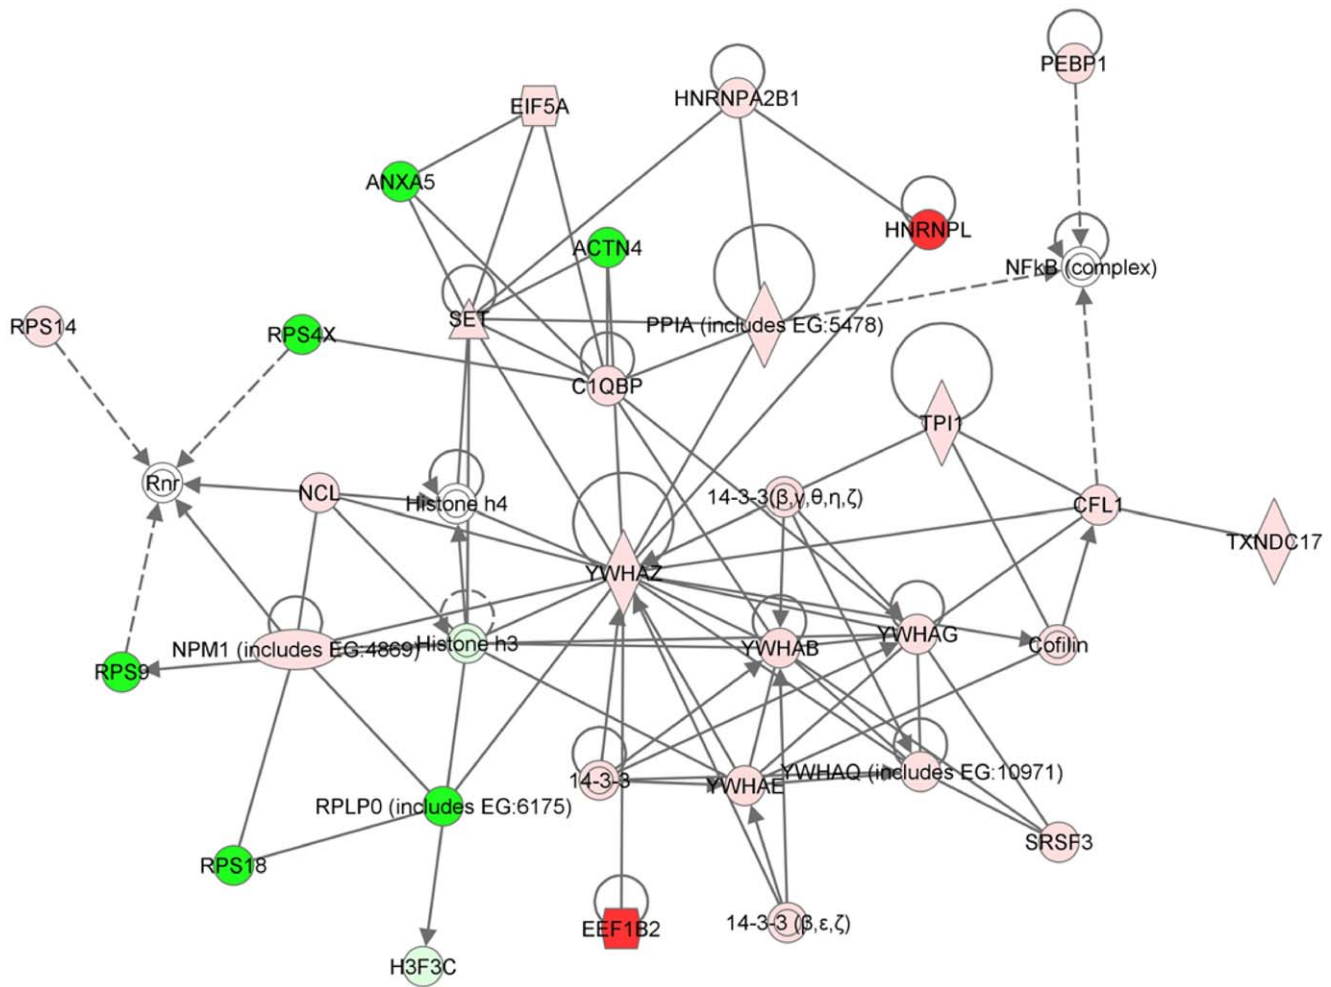 PEBP1
HNRNPA2B1
EIF5A
ANXA5
HNRNPL
ACTN4
NFkB (complex)
RPS14
SET
PPIA (includes EG:5478)
RPS4X
C1QBP
TPI1
Rnr
NCL
Histone h4
14-3-3(β,γ,θ,η,ζ)
CFL1
TXNDC17
YWHAZ
NPM1 (includes EG:4869)
Histone h3
YWHAB
YWHAG
Cofilin
RPS9
14-3-3
YWHAE
YWHAQ (includes EG:10971)
RPLP0 (includes EG:6175)
SRSF3
RPS18
EEF1B2
14-3-3 (β,ε,ζ)
H3F3C